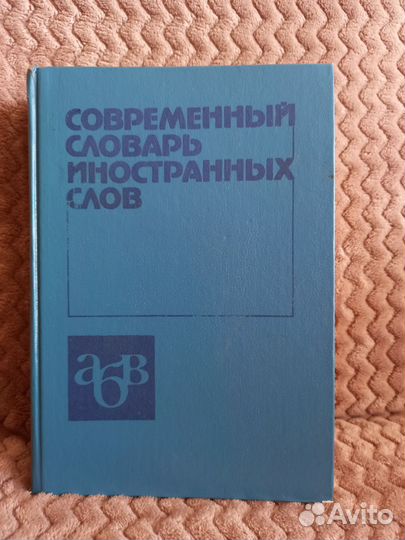 СОВРЕМЕННЫЙ
СЛОВАРЬ
ИНОСТРАННЫХ
СЛОВ
абв
Avito